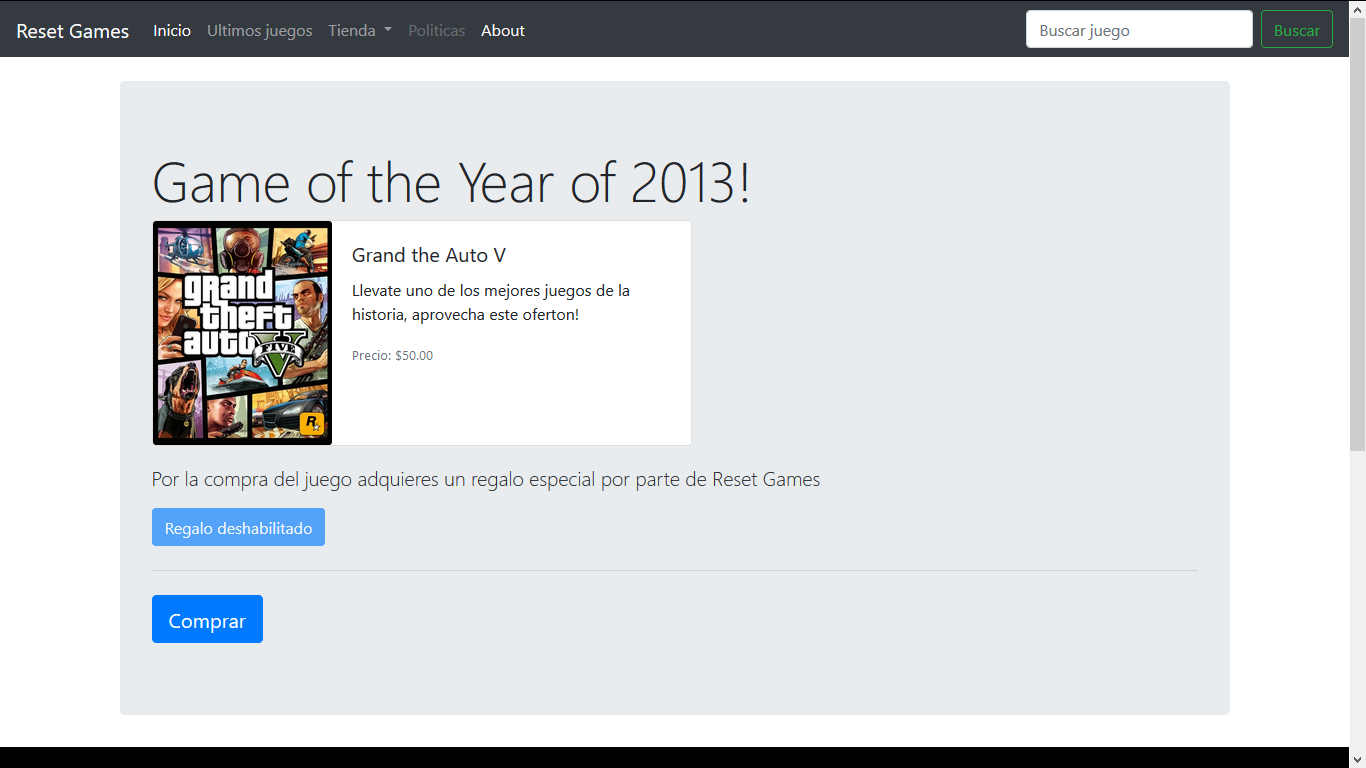 Reset Games Inicio Ultimos juegos Tienda Politicas About Buscar juego Buscar
Game of the Year of 2013!
grand
theft
auto
V
FIVE
R
Grand the Auto V
Llevate uno de los mejores juegos de la
historia, aprovecha este oferton!
Precio: $50.00
Por la compra del juego adquieres un regalo especial por parte de Reset Games
Regalo deshabilitado
Comprar